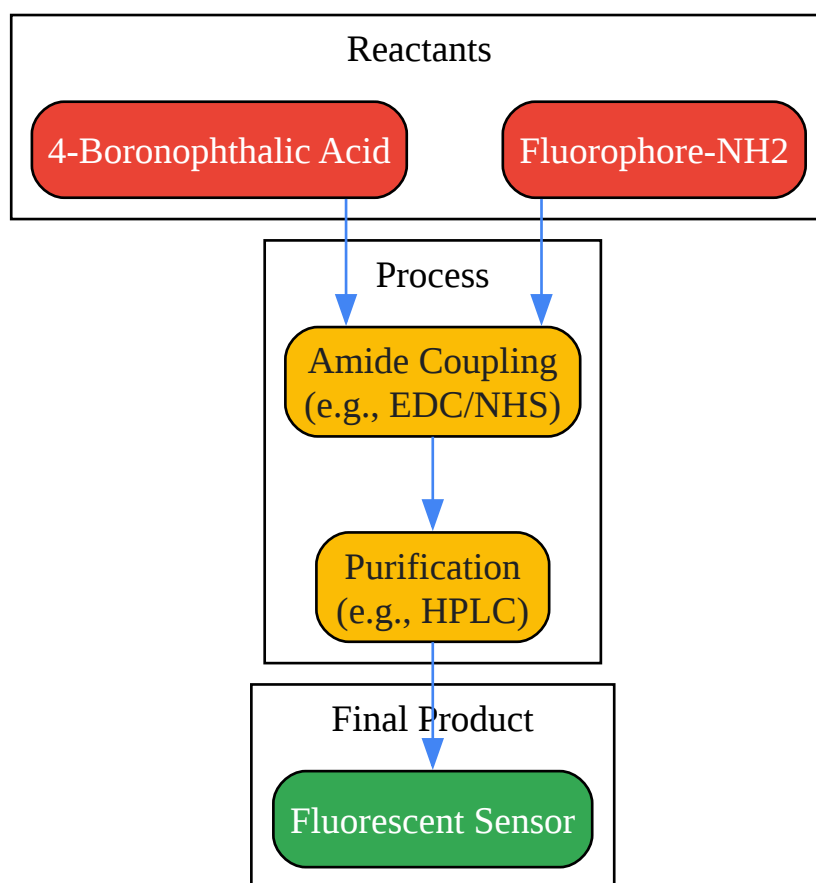 Reactants
4-Boronophthalic Acid
Fluorophore-NH2
Process
Amide Coupling
(e.g., EDC/NHS)
Purification
(e.g., HPLC)
Final Product
Fluorescent Sensor